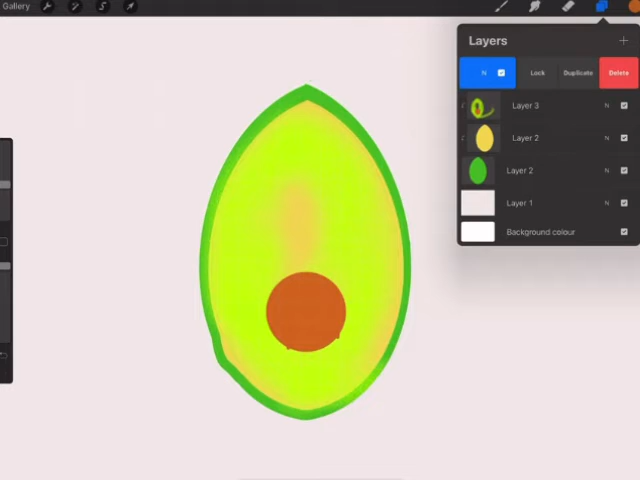 Gallery
Layers
N Lock Duplicate Delete
Layer 3 N
Layer 2 N
Layer 2 N
Layer 1 N
Background colour